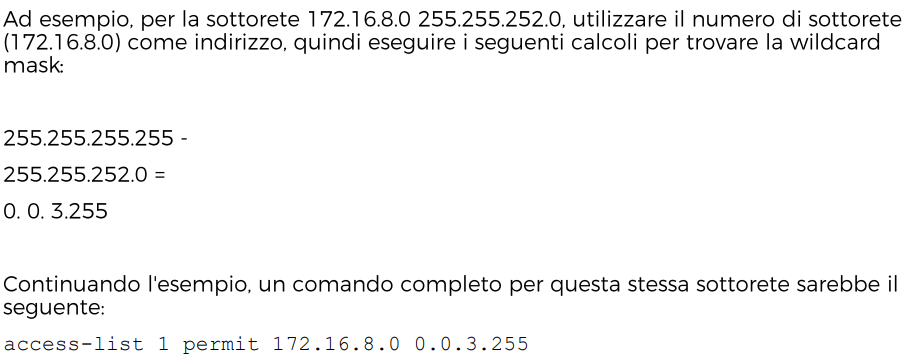 Ad esempio, per la sottorete 172.16.8.0 255.255.252.0, utilizzare il numero di sottorete
(172.16.8.0) come indirizzo, quindi eseguire i seguenti calcoli per trovare la wildcard
mask:
255.255.255.255 -
255.255.252.0 =
0. 0. 3.255
Continuando l'esempio, un comando completo per questa stessa sottorete sarebbe il
seguente:
access-list 1 permit 172.16.8.0 0.0.3.255